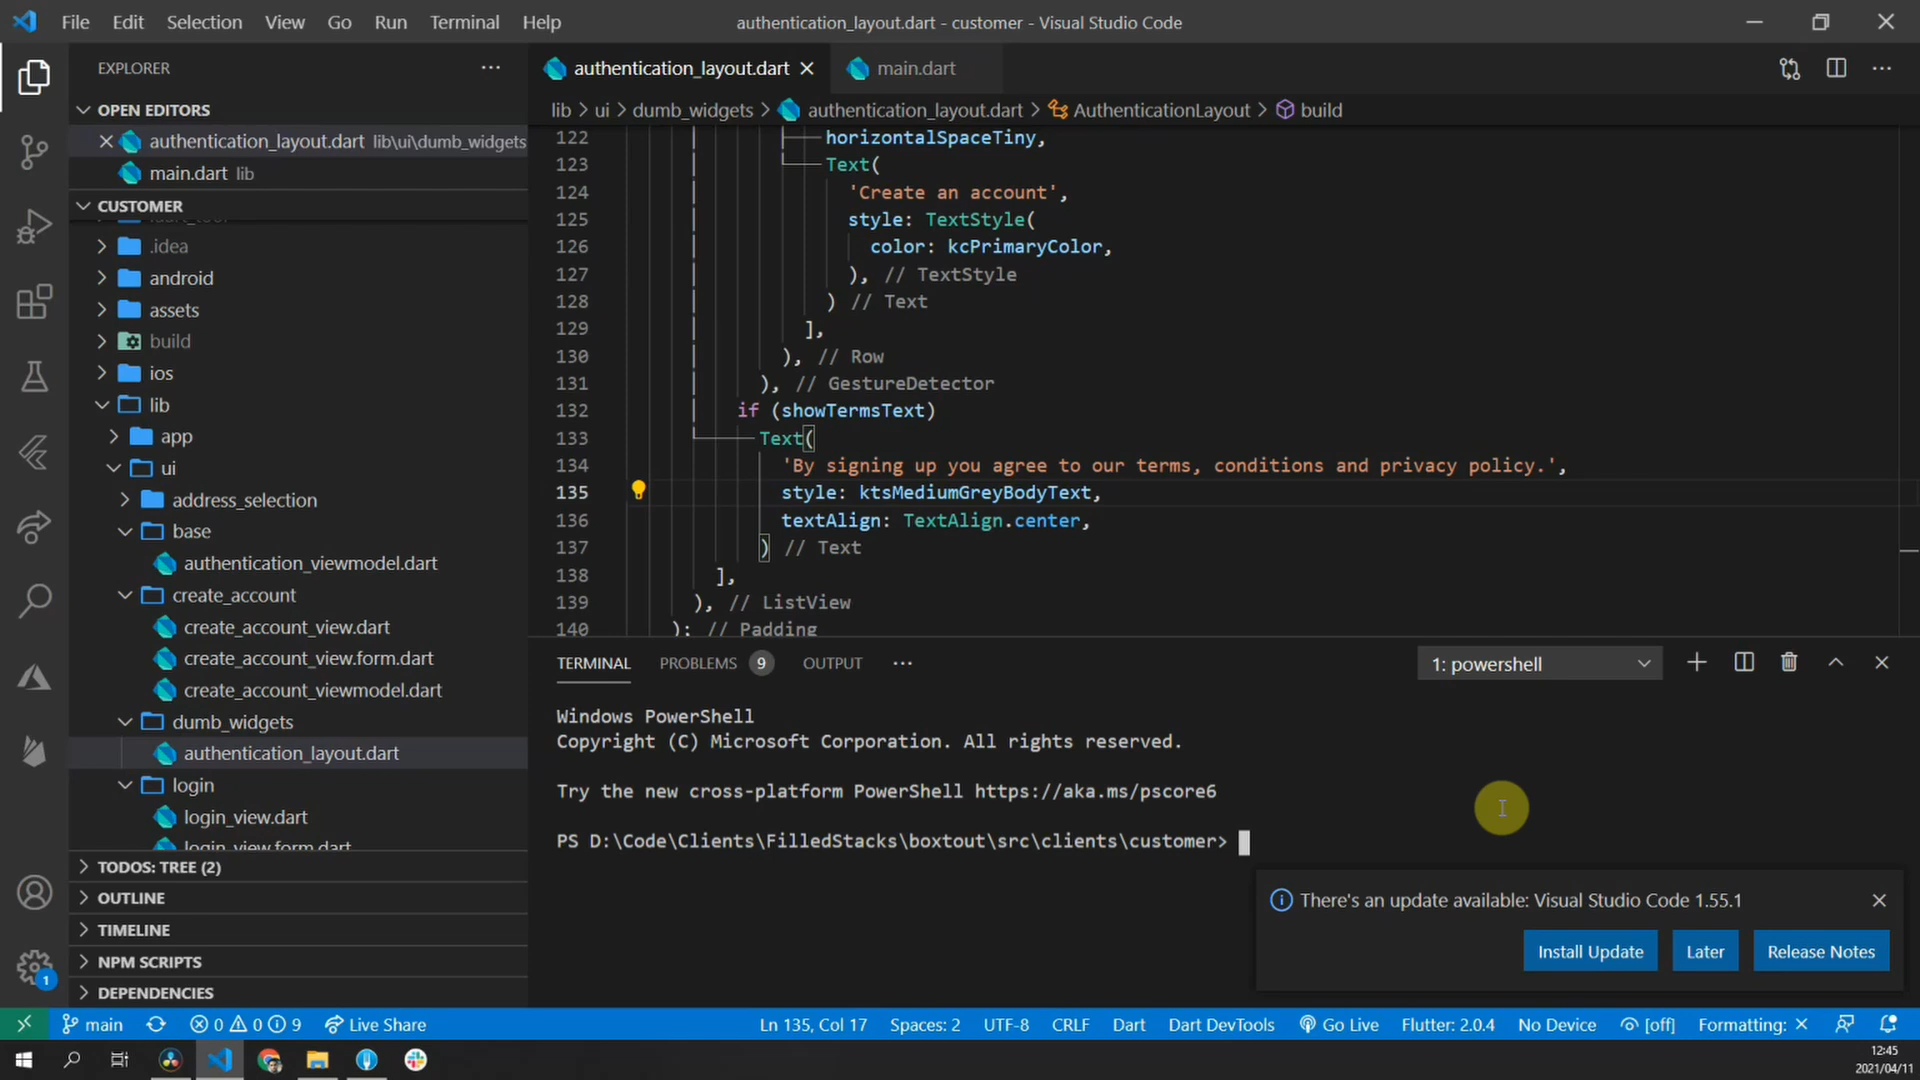 File Edit Selection View Go Run Terminal Help
authentication_layout.dart - customer - Visual Studio Code
EXPLORER
OPEN EDITORS
authentication_layout.dart lib\ui\dumb_widgets
main.dart lib
CUSTOMER
.idea
android
assets
build
ios
lib
app
ui
address_selection
base
authentication_viewmodel.dart
create_account
create_account_view.dart
create_account_view.form.dart
create_account_viewmodel.dart
dumb_widgets
authentication_layout.dart
login
login_view.dart
login_view.form.dart
TODOS: TREE (2)
OUTLINE
TIMELINE
NPM SCRIPTS
DEPENDENCIES
authentication_layout.dart
main.dart
lib > ui > dumb_widgets > authentication_layout.dart > AuthenticationLayout > build
122 horizontalSpaceTiny,
123 Text(
124 'Create an account',
125 style: TextStyle(
126 color: kcPrimaryColor,
127 ), // TextStyle
128 ) // Text
129 ],
130 ), // Row
131 ), // GestureDetector
132 if (showTermsText)
133 Text(
134 'By signing up you agree to our terms, conditions and privacy policy.',
135 style: ktsMediumGreyBodyText,
136 textAlign: TextAlign.center,
137 ) // Text
138 ],
139 ), // ListView
140 ); // Padding
TERMINAL PROBLEMS 9 OUTPUT
1: powershell
Windows PowerShell
Copyright (C) Microsoft Corporation. All rights reserved.
Try the new cross-platform PowerShell https://aka.ms/pscore6
PS D:\Code\Clients\FilledStacks\boxtout\src\clients\customer>
There's an update available: Visual Studio Code 1.55.1
Install Update Later Release Notes
1
main 0 0 9 Live Share
Ln 135, Col 17 Spaces: 2 UTF-8 CRLF Dart Dart DevTools Go Live Flutter: 2.0.4 No Device [off] Formatting: ×
12:45
2021/04/11